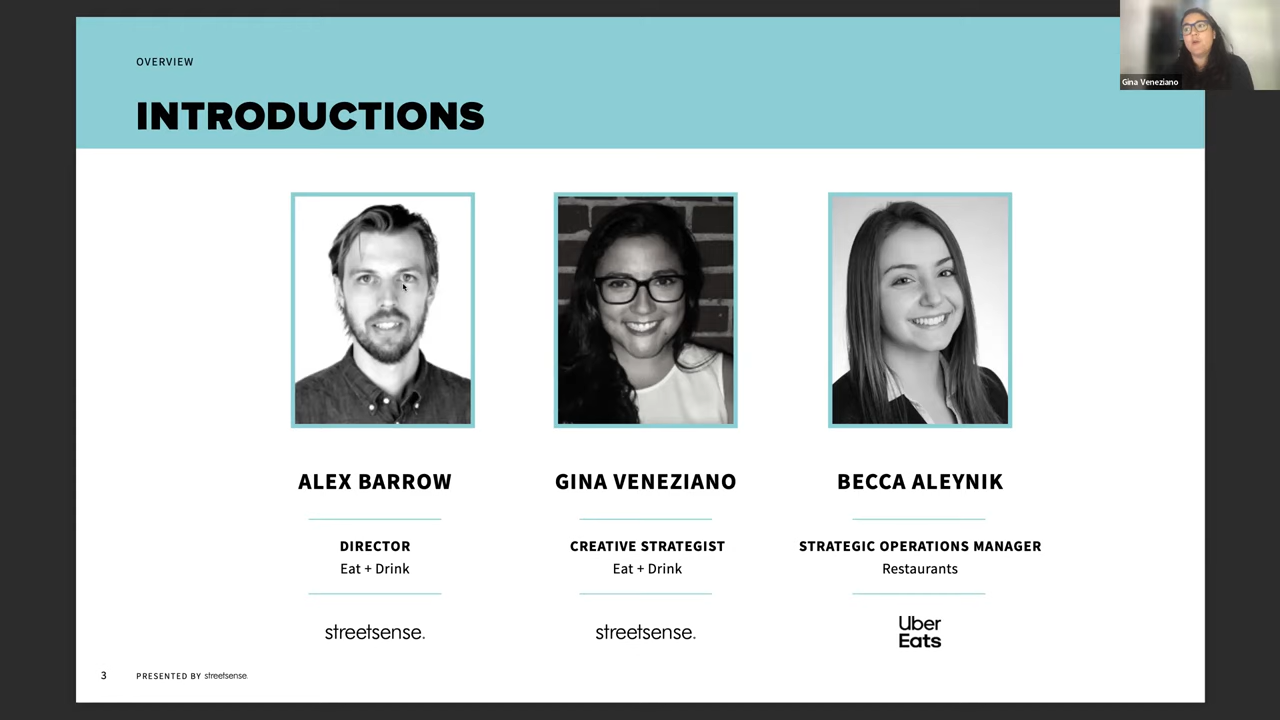 OVERVIEW
Gina Veneziano
INTRODUCTIONS
ALEX BARROW
DIRECTOR
Eat + Drink
streetsense.
GINA VENEZIANO
CREATIVE STRATEGIST
Eat + Drink
streetsense.
BECCA ALEYNIK
STRATEGIC OPERATIONS MANAGER
Restaurants
Uber
Eats
3
PRESENTED BY streetsense.